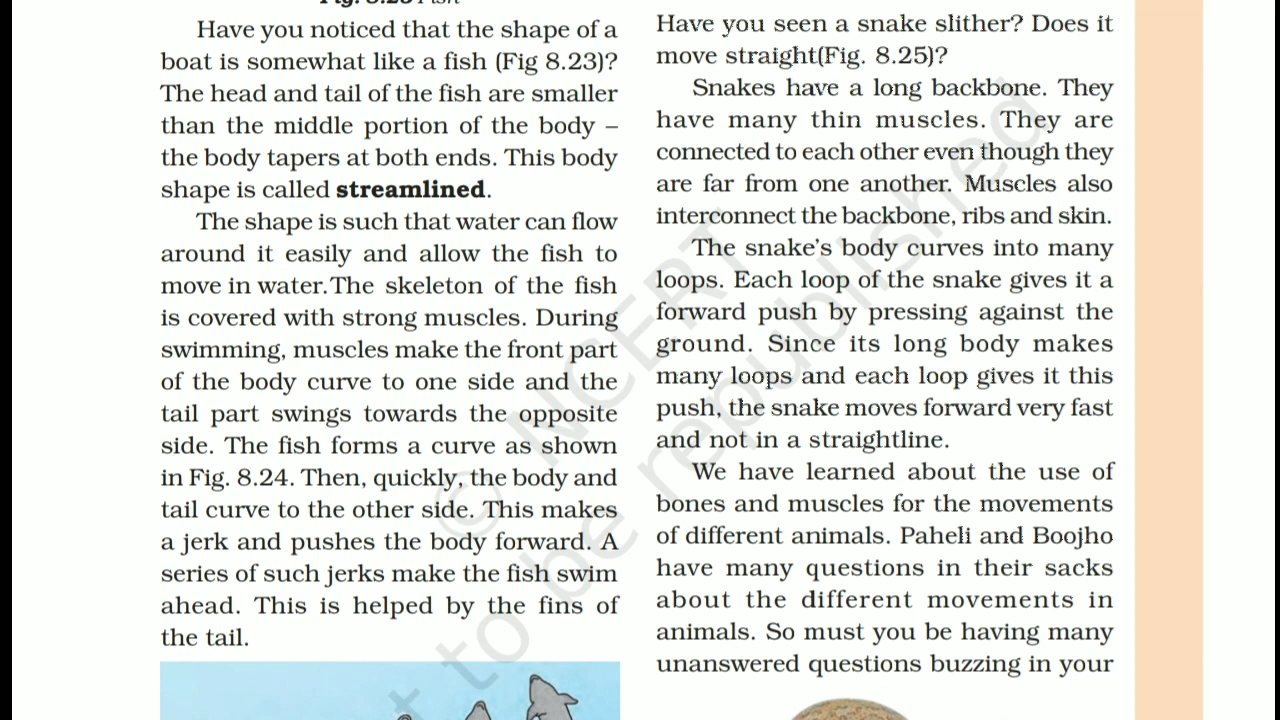 Have you noticed that the shape of a
boat is somewhat like a fish (Fig 8.23)?
The head and tail of the fish are smaller
than the middle portion of the body –
the body tapers at both ends. This body
shape is called streamlined.
The shape is such that water can flow
around it easily and allow the fish to
move in water.The skeleton of the fish
is covered with strong muscles. During
swimming, muscles make the front part
of the body curve to one side and the
tail part swings towards the opposite
side. The fish forms a curve as shown
in Fig. 8.24. Then, quickly, the body and
tail curve to the other side. This makes
a jerk and pushes the body forward. A
series of such jerks make the fish swim
ahead. This is helped by the fins of
the tail.
Have you seen a snake slither? Does it
move straight(Fig. 8.25)?
Snakes have a long backbone. They
have many thin muscles. They are
connected to each other even though they
are far from one another. Muscles also
interconnect the backbone, ribs and skin.
The snake's body curves into many
loops. Each loop of the snake gives it a
forward push by pressing against the
ground. Since its long body makes
many loops and each loop gives it this
push, the snake moves forward very fast
and not in a straightline.
We have learned about the use of
bones and muscles for the movements
of different animals. Paheli and Boojho
have many questions in their sacks
about the different movements in
animals. So must you be having many
unanswered questions buzzing in your
© NCERT
to be republished